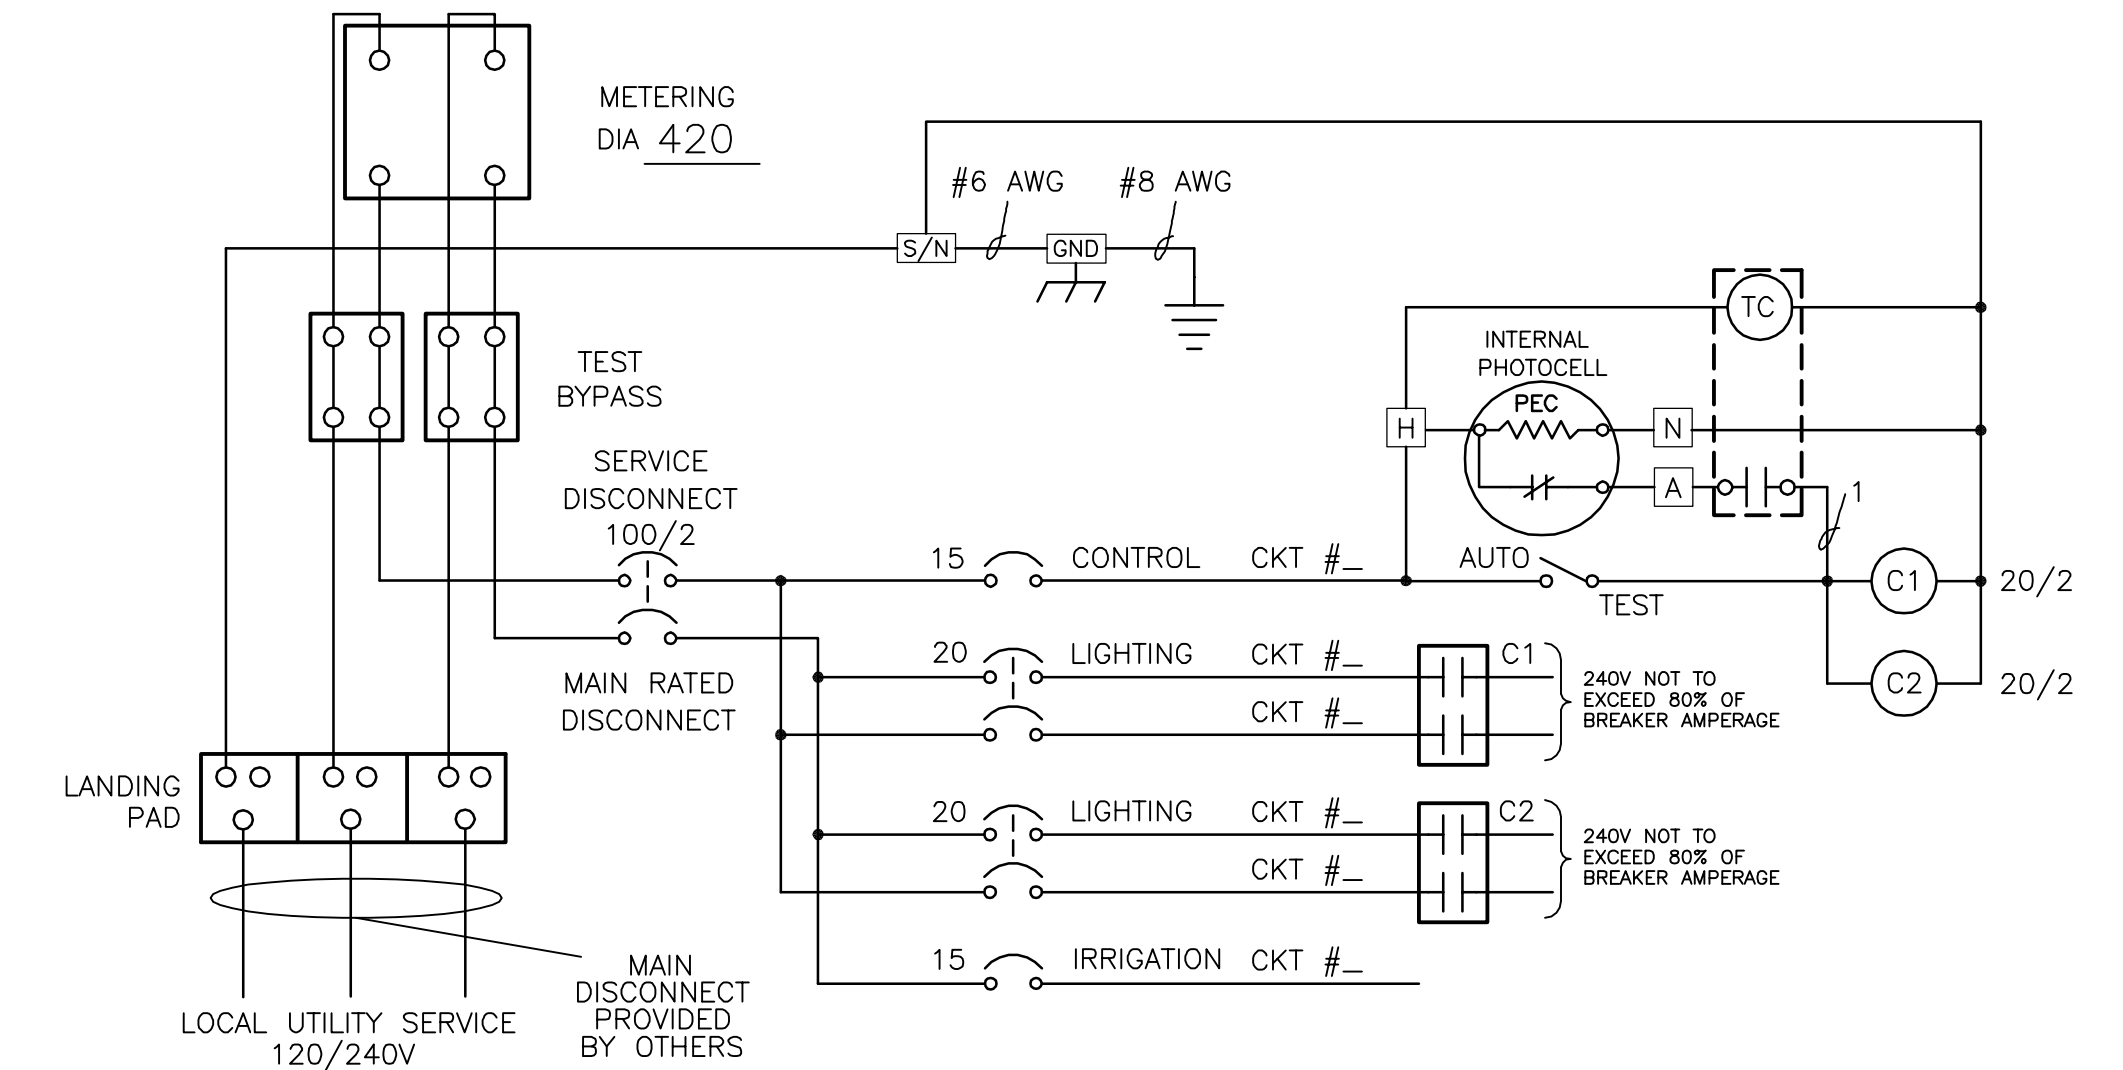 METERING
DIA 420
#6 AWG
#8 AWG
S/N
GND
TC
INTERNAL
PHOTOCELL
PEC
H
N
A
1
TEST
BYPASS
SERVICE
DISCONNECT
100/2
MAIN RATED
DISCONNECT
15 CONTROL CKT #_
AUTO
TEST
C1 20/2
C2 20/2
20 LIGHTING CKT #_ C1
CKT #_
240V NOT TO
EXCEED 80% OF
BREAKER AMPERAGE
20 LIGHTING CKT #_ C2
CKT #_
240V NOT TO
EXCEED 80% OF
BREAKER AMPERAGE
15 IRRIGATION CKT #_
LANDING
PAD
MAIN
DISCONNECT
PROVIDED
BY OTHERS
LOCAL UTILITY SERVICE
120/240V